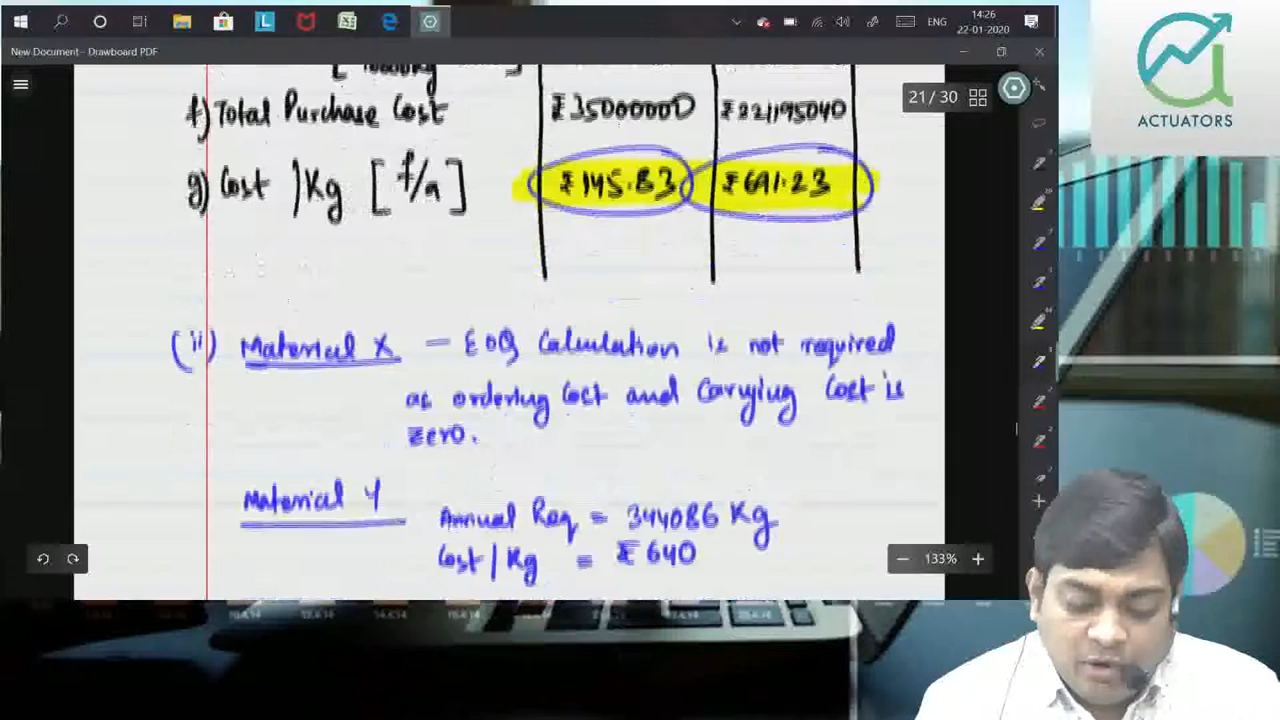 ENG
14:26
22-01-2020
New Document - Drawboard PDF
21 / 30
ACTUATORS
f) Total Purchase Cost ₹35000000 ₹221195040
g) Cost / Kg [f/a] ₹145.83 ₹691.23
(ii) Material X - EOQ Calculation is not required
as ordering Cost and Carrying Cost is
zero.
Material Y
Annual Req = 344086 Kg
Cost / Kg = ₹640
133%